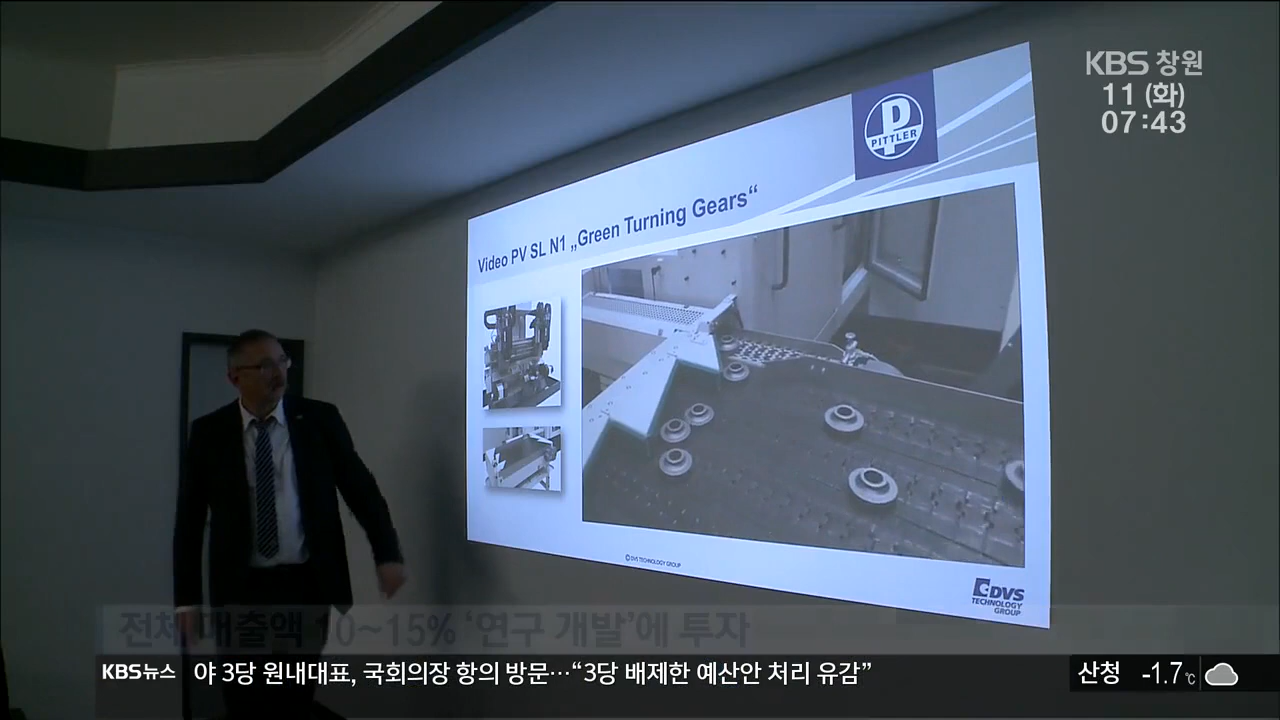 KBS 창원
11 (화)
07:43
PITTLER
Video PV SL N1 „Green Turning Gears“
© DVS TECHNOLOGY GROUP
DVS
TECHNOLOGY
GROUP
전체 매출액 10~15% ‘연구 개발’에 투자
KBS뉴스 야 3당 원내대표, 국회의장 항의 방문…“3당 배제한 예산안 처리 유감” 산청 -1.7℃